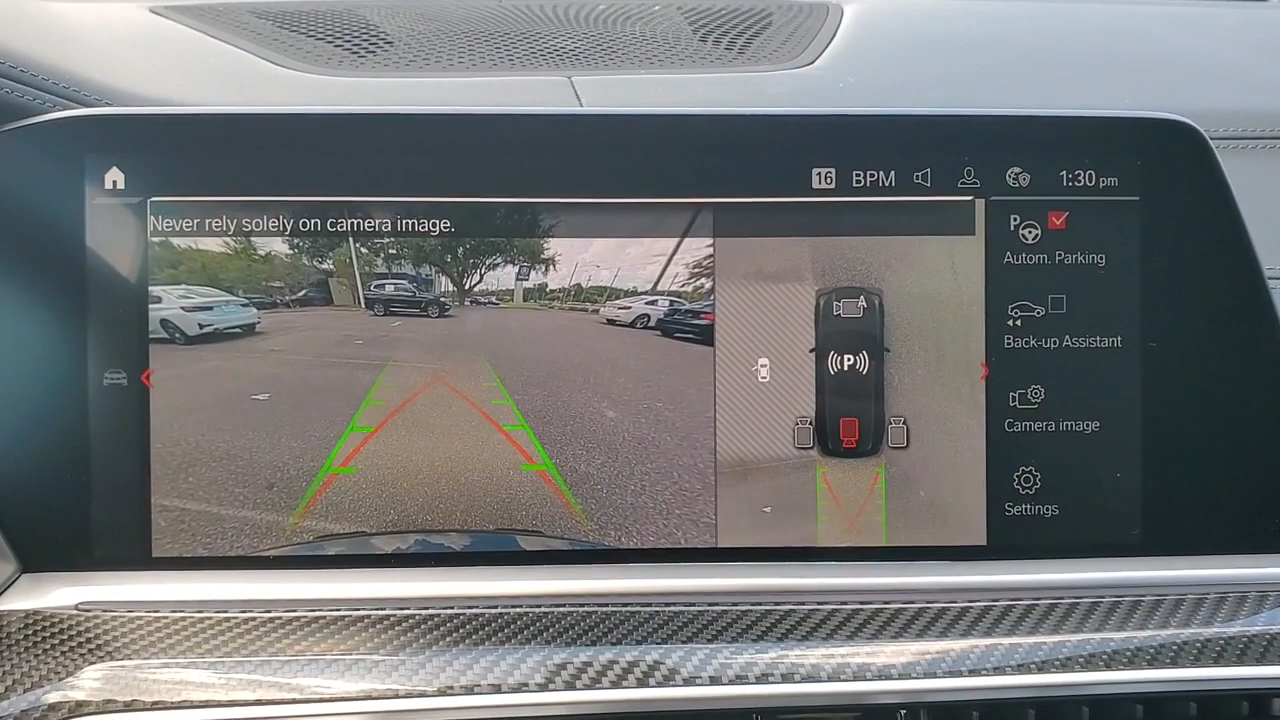 16 BPM 1:30 pm
Never rely solely on camera image.
P
Autom. Parking
A
Back-up Assistant
((P))
Camera image
Settings